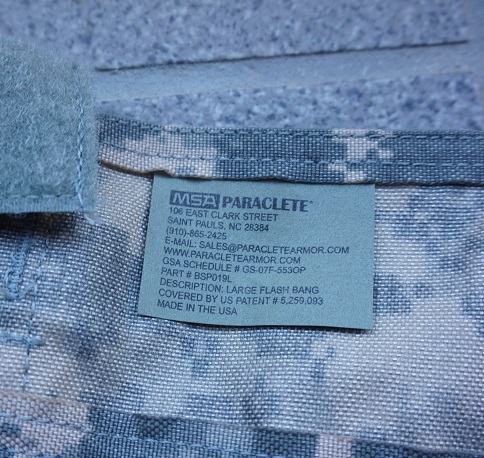 MSA PARACLETE®
106 EAST CLARK STREET
SAINT PAULS, NC 28384
(910)-865-2425
E-MAIL: SALES@PARACLETEARMOR.COM
WWW.PARACLETEARMOR.COM
GSA SCHEDULE # GS-07F-553OP
PART # BSP019L
DESCRIPTION: LARGE FLASH BANG
COVERED BY US PATENT # 5,259,093
MADE IN THE USA